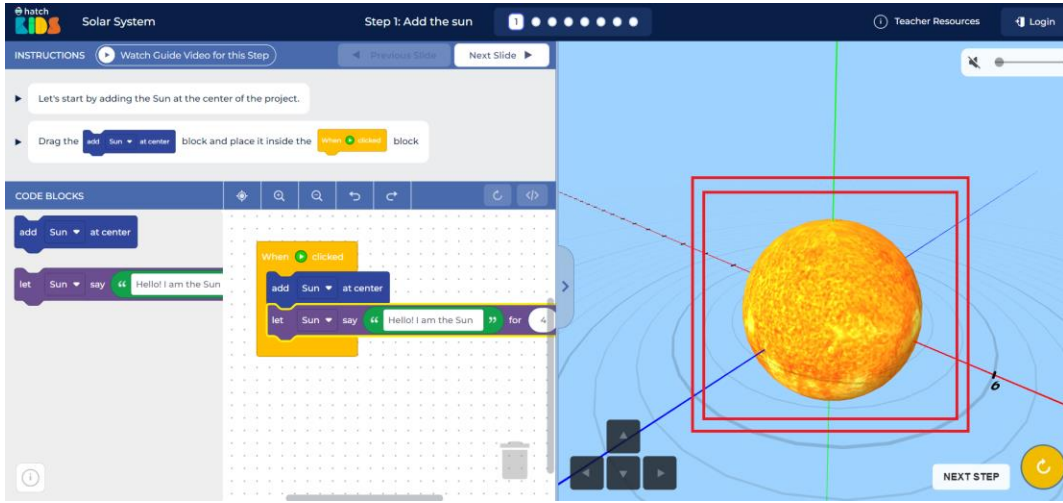 hatch
KIDS
Solar System
Step 1: Add the sun
1
Teacher Resources
Login
INSTRUCTIONS
Watch Guide Video for this Step
Previous Slide
Next Slide
Let's start by adding the Sun at the center of the project.
Drag the add Sun at center block and place it inside the When clicked block
CODE BLOCKS
add Sun at center
let Sun say “ Hello! I am the Sun
When clicked
add Sun at center
let Sun say “ Hello! I am the Sun ” for 4
6
NEXT STEP